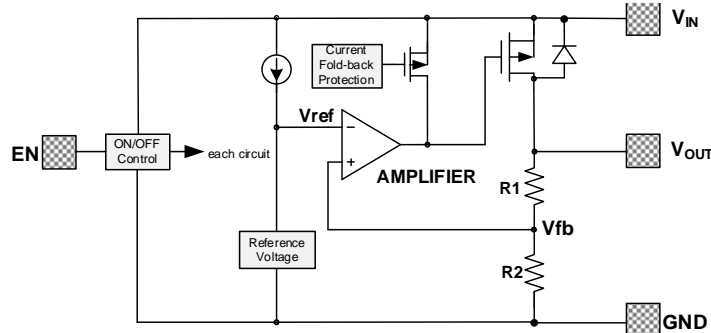 VIN
Current
Fold-back
Protection
Vref
−
+
AMPLIFIER
EN
ON/OFF
Control
each circuit
VOUT
R1
Vfb
Reference
Voltage
R2
GND